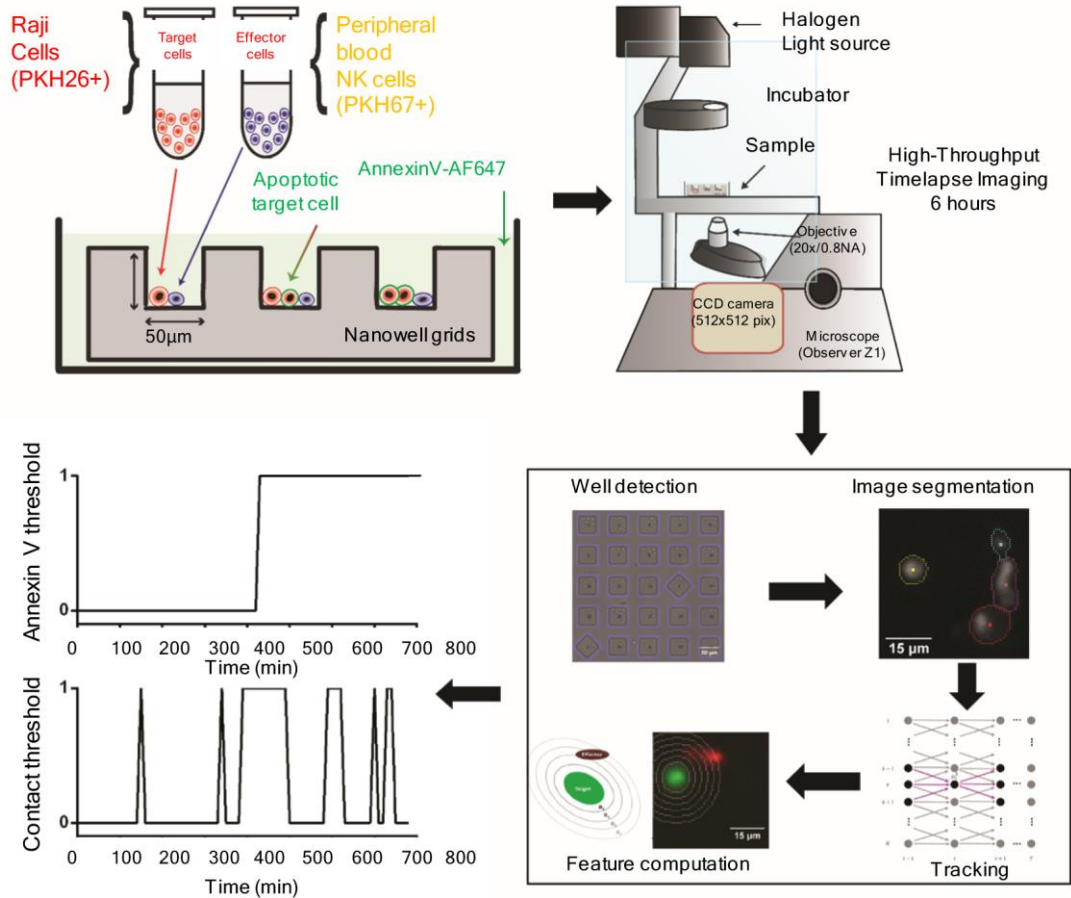 Raji
Cells
(PKH26+)
Target
cells
Effector
cells
Peripheral
blood
NK cells
(PKH67+)
Apoptotic
target cell
AnnexinV-AF647
50µm
Nanowell grids
Halogen
Light source
Incubator
Sample
Objective
(20x/0.8NA)
CCD camera
(512x512 pix)
Microscope
(Observer Z1)
High-Throughput
Timelapse Imaging
6 hours
Well detection
Image segmentation
15 µm
Effector
Target
15 µm
Feature computation
Tracking
Annexin V threshold
1
0
0 100 200 300 400 500 600 700 800
Time (min)
Contact threshold
1
0
0 100 200 300 400 500 600 700 800
Time (min)